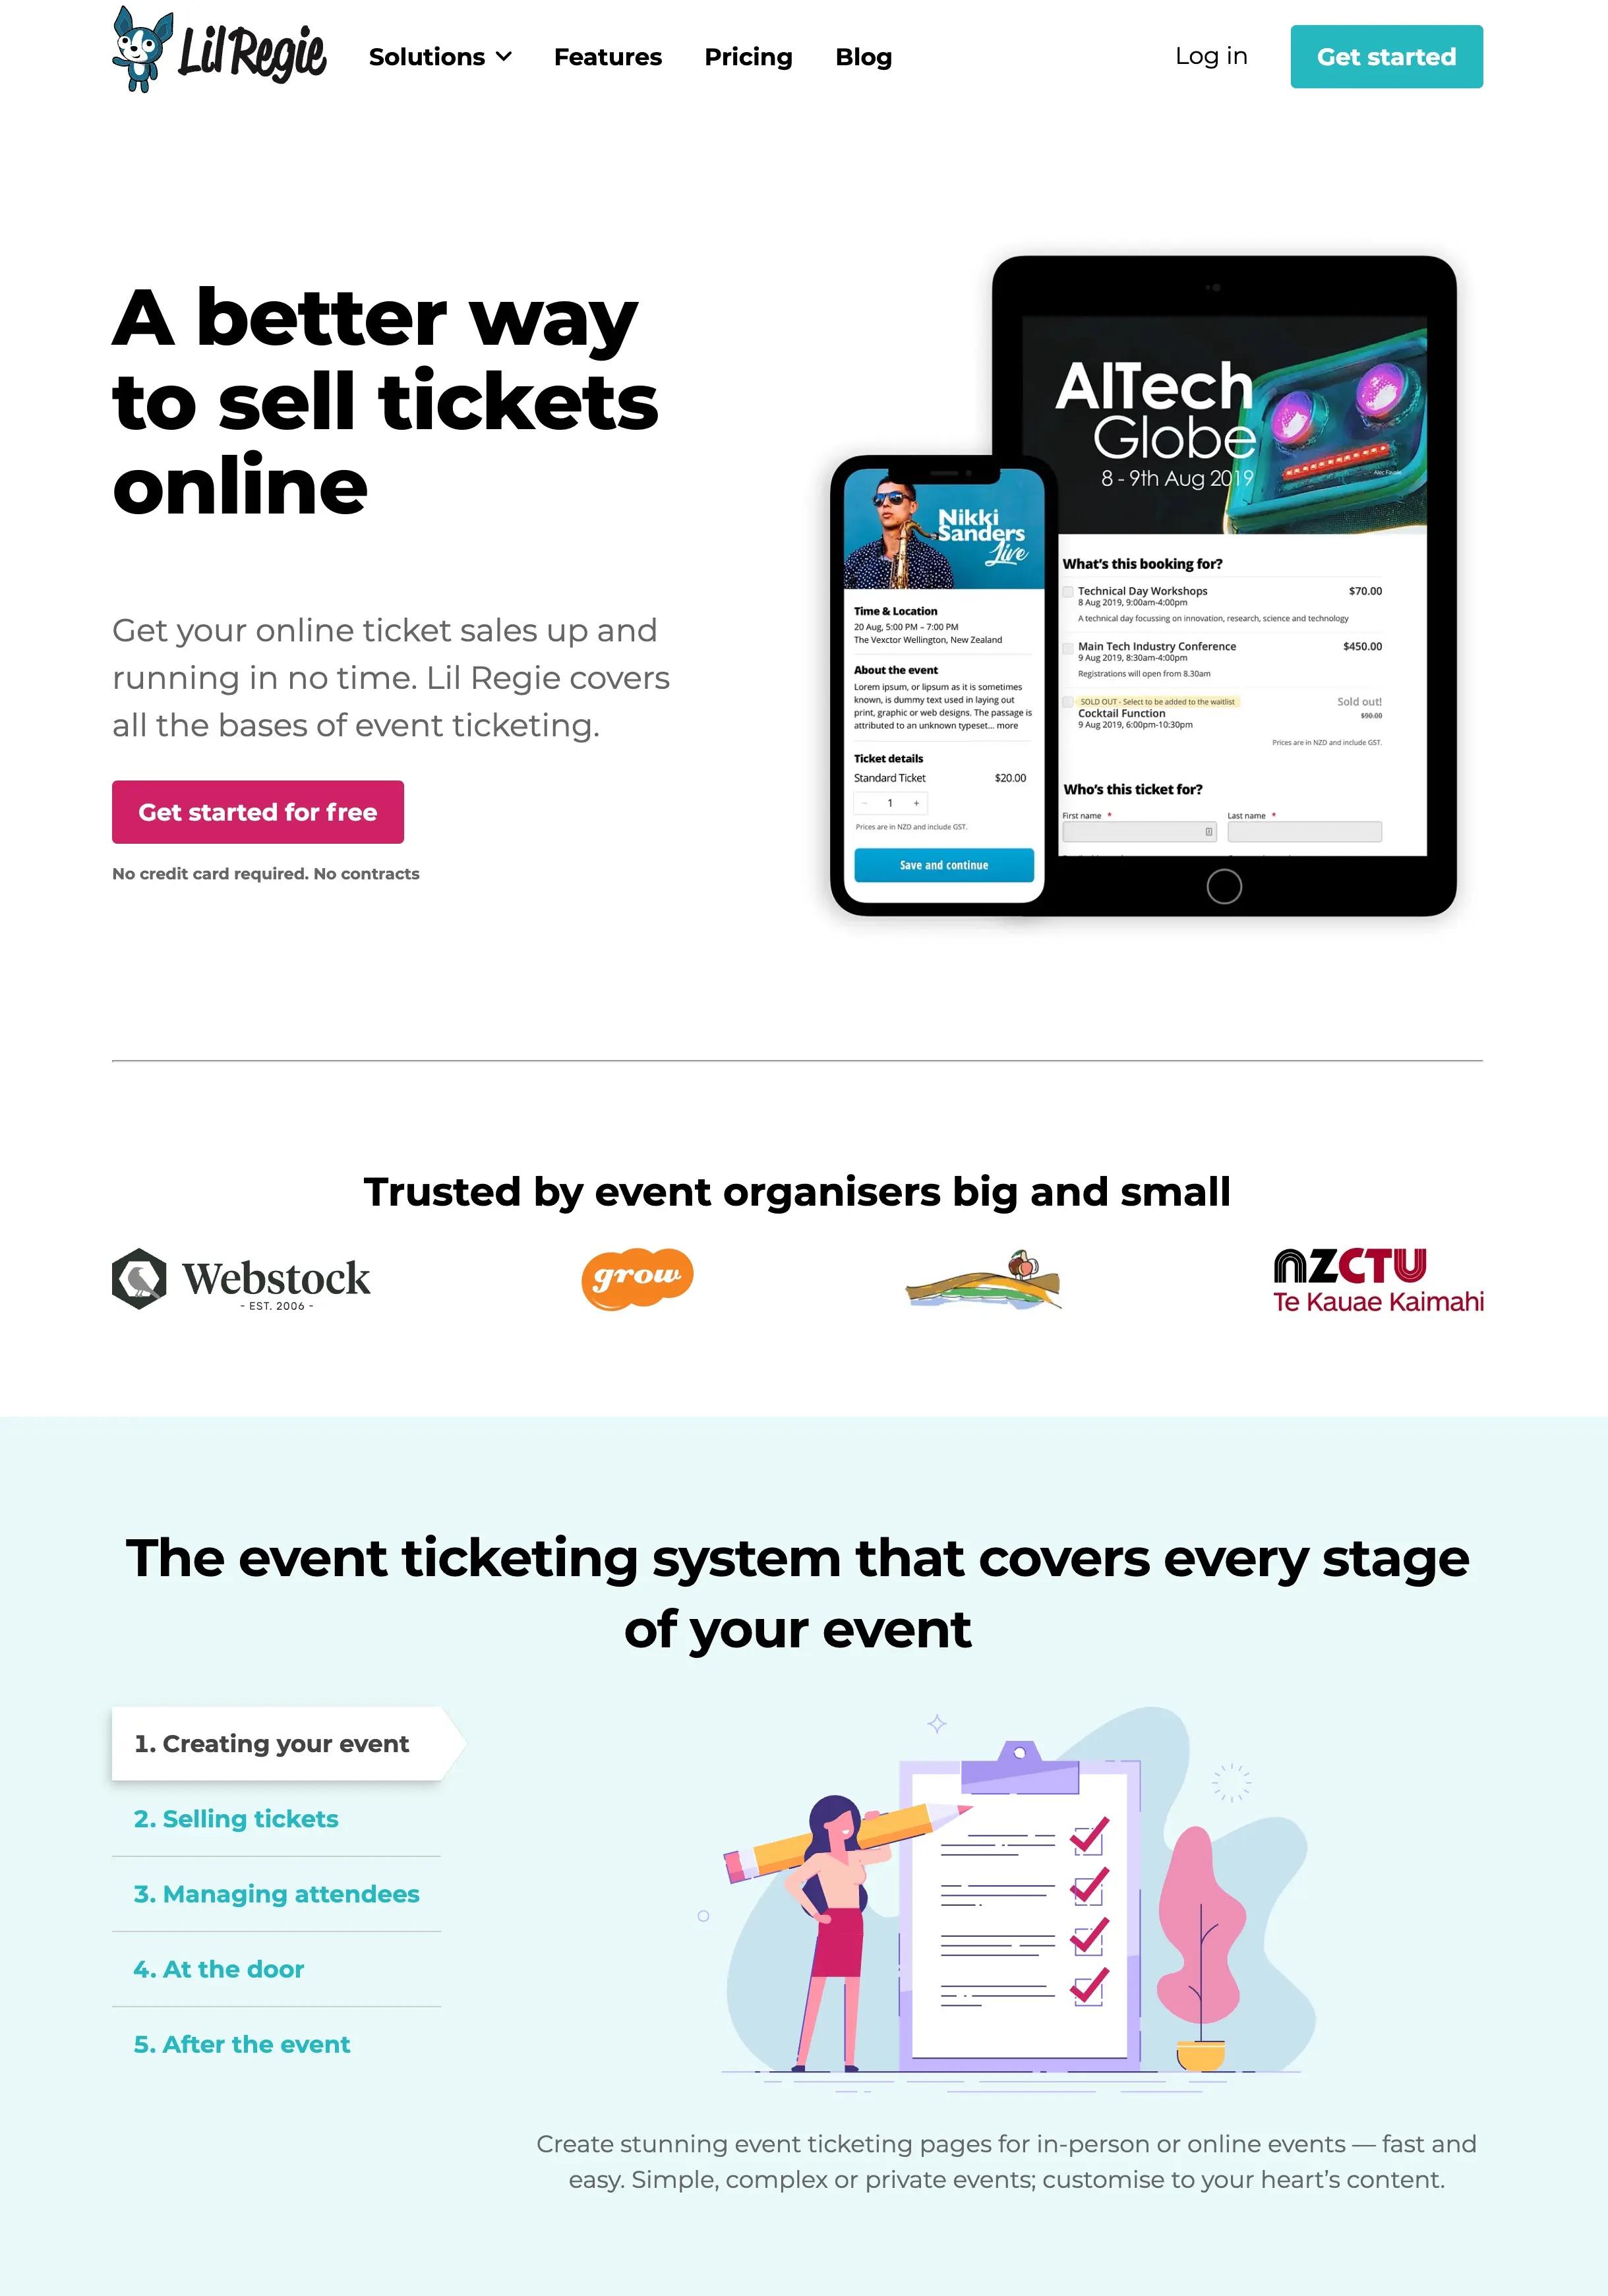 Lil Regie
Solutions
Features
Pricing
Blog
Log in
Get started
A better way
to sell tickets
online
Get your online ticket sales up and
running in no time. Lil Regie covers
all the bases of event ticketing.
Get started for free
No credit card required. No contracts
Nikki
Sanders
Live
Time & Location
20 Aug, 5:00 PM – 7:00 PM
The Vexctor Wellington, New Zealand
About the event
Lorem ipsum, or lipsum as it is sometimes
known, is dummy text used in laying out
print, graphic or web designs. The passage is
attributed to an unknown typeset... more
Ticket details
Standard Ticket $20.00
− 1 +
Prices are in NZD and include GST.
Save and continue
AITech
Globe
8 - 9th Aug 2019
What's this booking for?
Technical Day Workshops $70.00
8 Aug 2019, 9:00am-4:00pm
A technical day focussing on innovation, research, science and technology
Main Tech Industry Conference $450.00
9 Aug 2019, 8:30am-4:00pm
Registrations will open from 8.30am
SOLD OUT - Select to be added to the waitlist Sold out!
Cocktail Function $90.00
9 Aug 2019, 6:00pm-10:30pm
Prices are in NZD and include GST.
Who's this ticket for?
First name * Last name *
Trusted by event organisers big and small
Webstock
- EST. 2006 -
grow
NZCTU
Te Kauae Kaimahi
The event ticketing system that covers every stage
of your event
1. Creating your event
2. Selling tickets
3. Managing attendees
4. At the door
5. After the event
Create stunning event ticketing pages for in-person or online events — fast and
easy. Simple, complex or private events; customise to your heart's content.